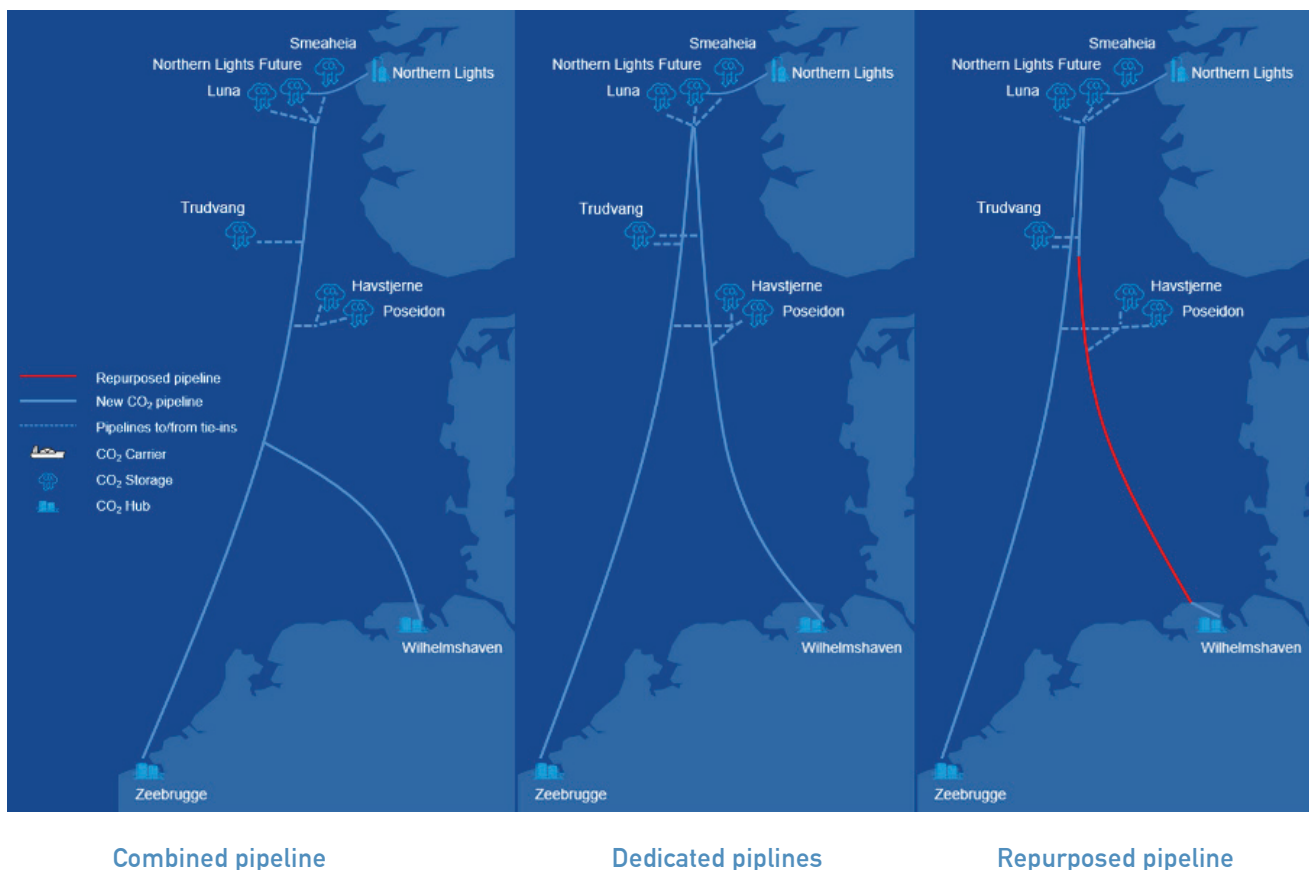 Smeaheia
Northern Lights Future
Northern Lights
Luna
Trudvang
Havstjerne
Poseidon
Repurposed pipeline
New CO₂ pipeline
Pipelines to/from tie-ins
CO₂ Carrier
CO₂ Storage
CO₂ Hub
Wilhelmshaven
Zeebrugge
Combined pipeline
Smeaheia
Northern Lights Future
Northern Lights
Luna
Trudvang
Havstjerne
Poseidon
Wilhelmshaven
Zeebrugge
Dedicated piplines
Smeaheia
Northern Lights Future
Northern Lights
Luna
Trudvang
Havstjerne
Poseidon
Wilhelmshaven
Zeebrugge
Repurposed pipeline